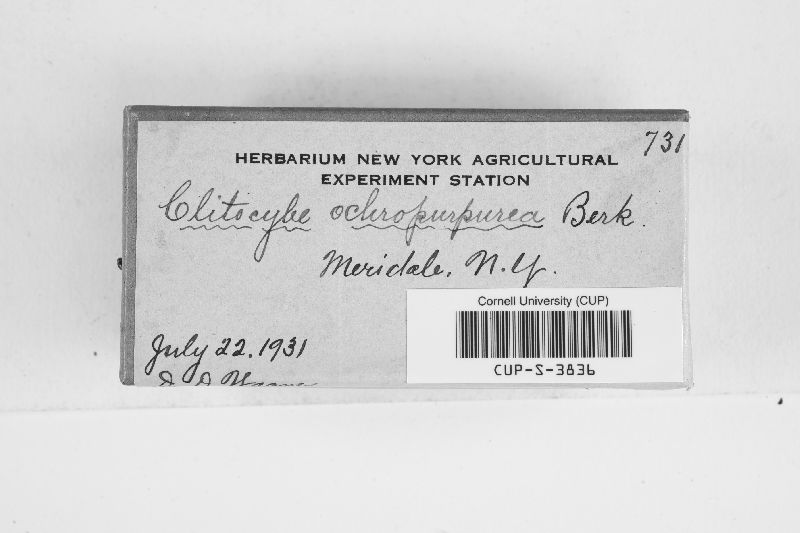 731
HERBARIUM NEW YORK AGRICULTURAL
EXPERIMENT STATION
Clitocybe ochropurpurea Berk.
Meridale, N.Y.
Cornell University (CUP)
CUP-S-3836
July 22, 1931